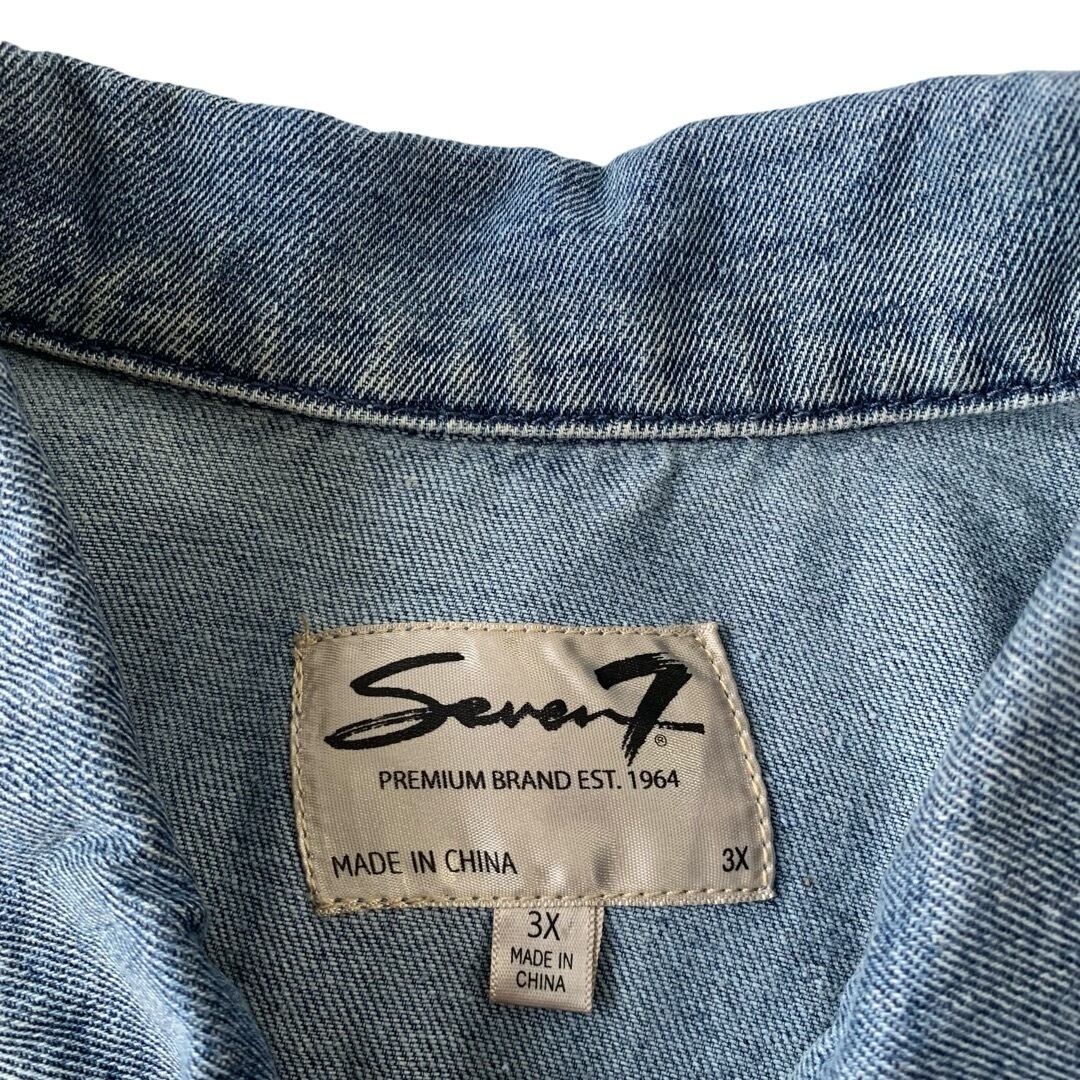 Seven7®
PREMIUM BRAND EST. 1964
MADE IN CHINA 3X
3X
MADE IN
CHINA